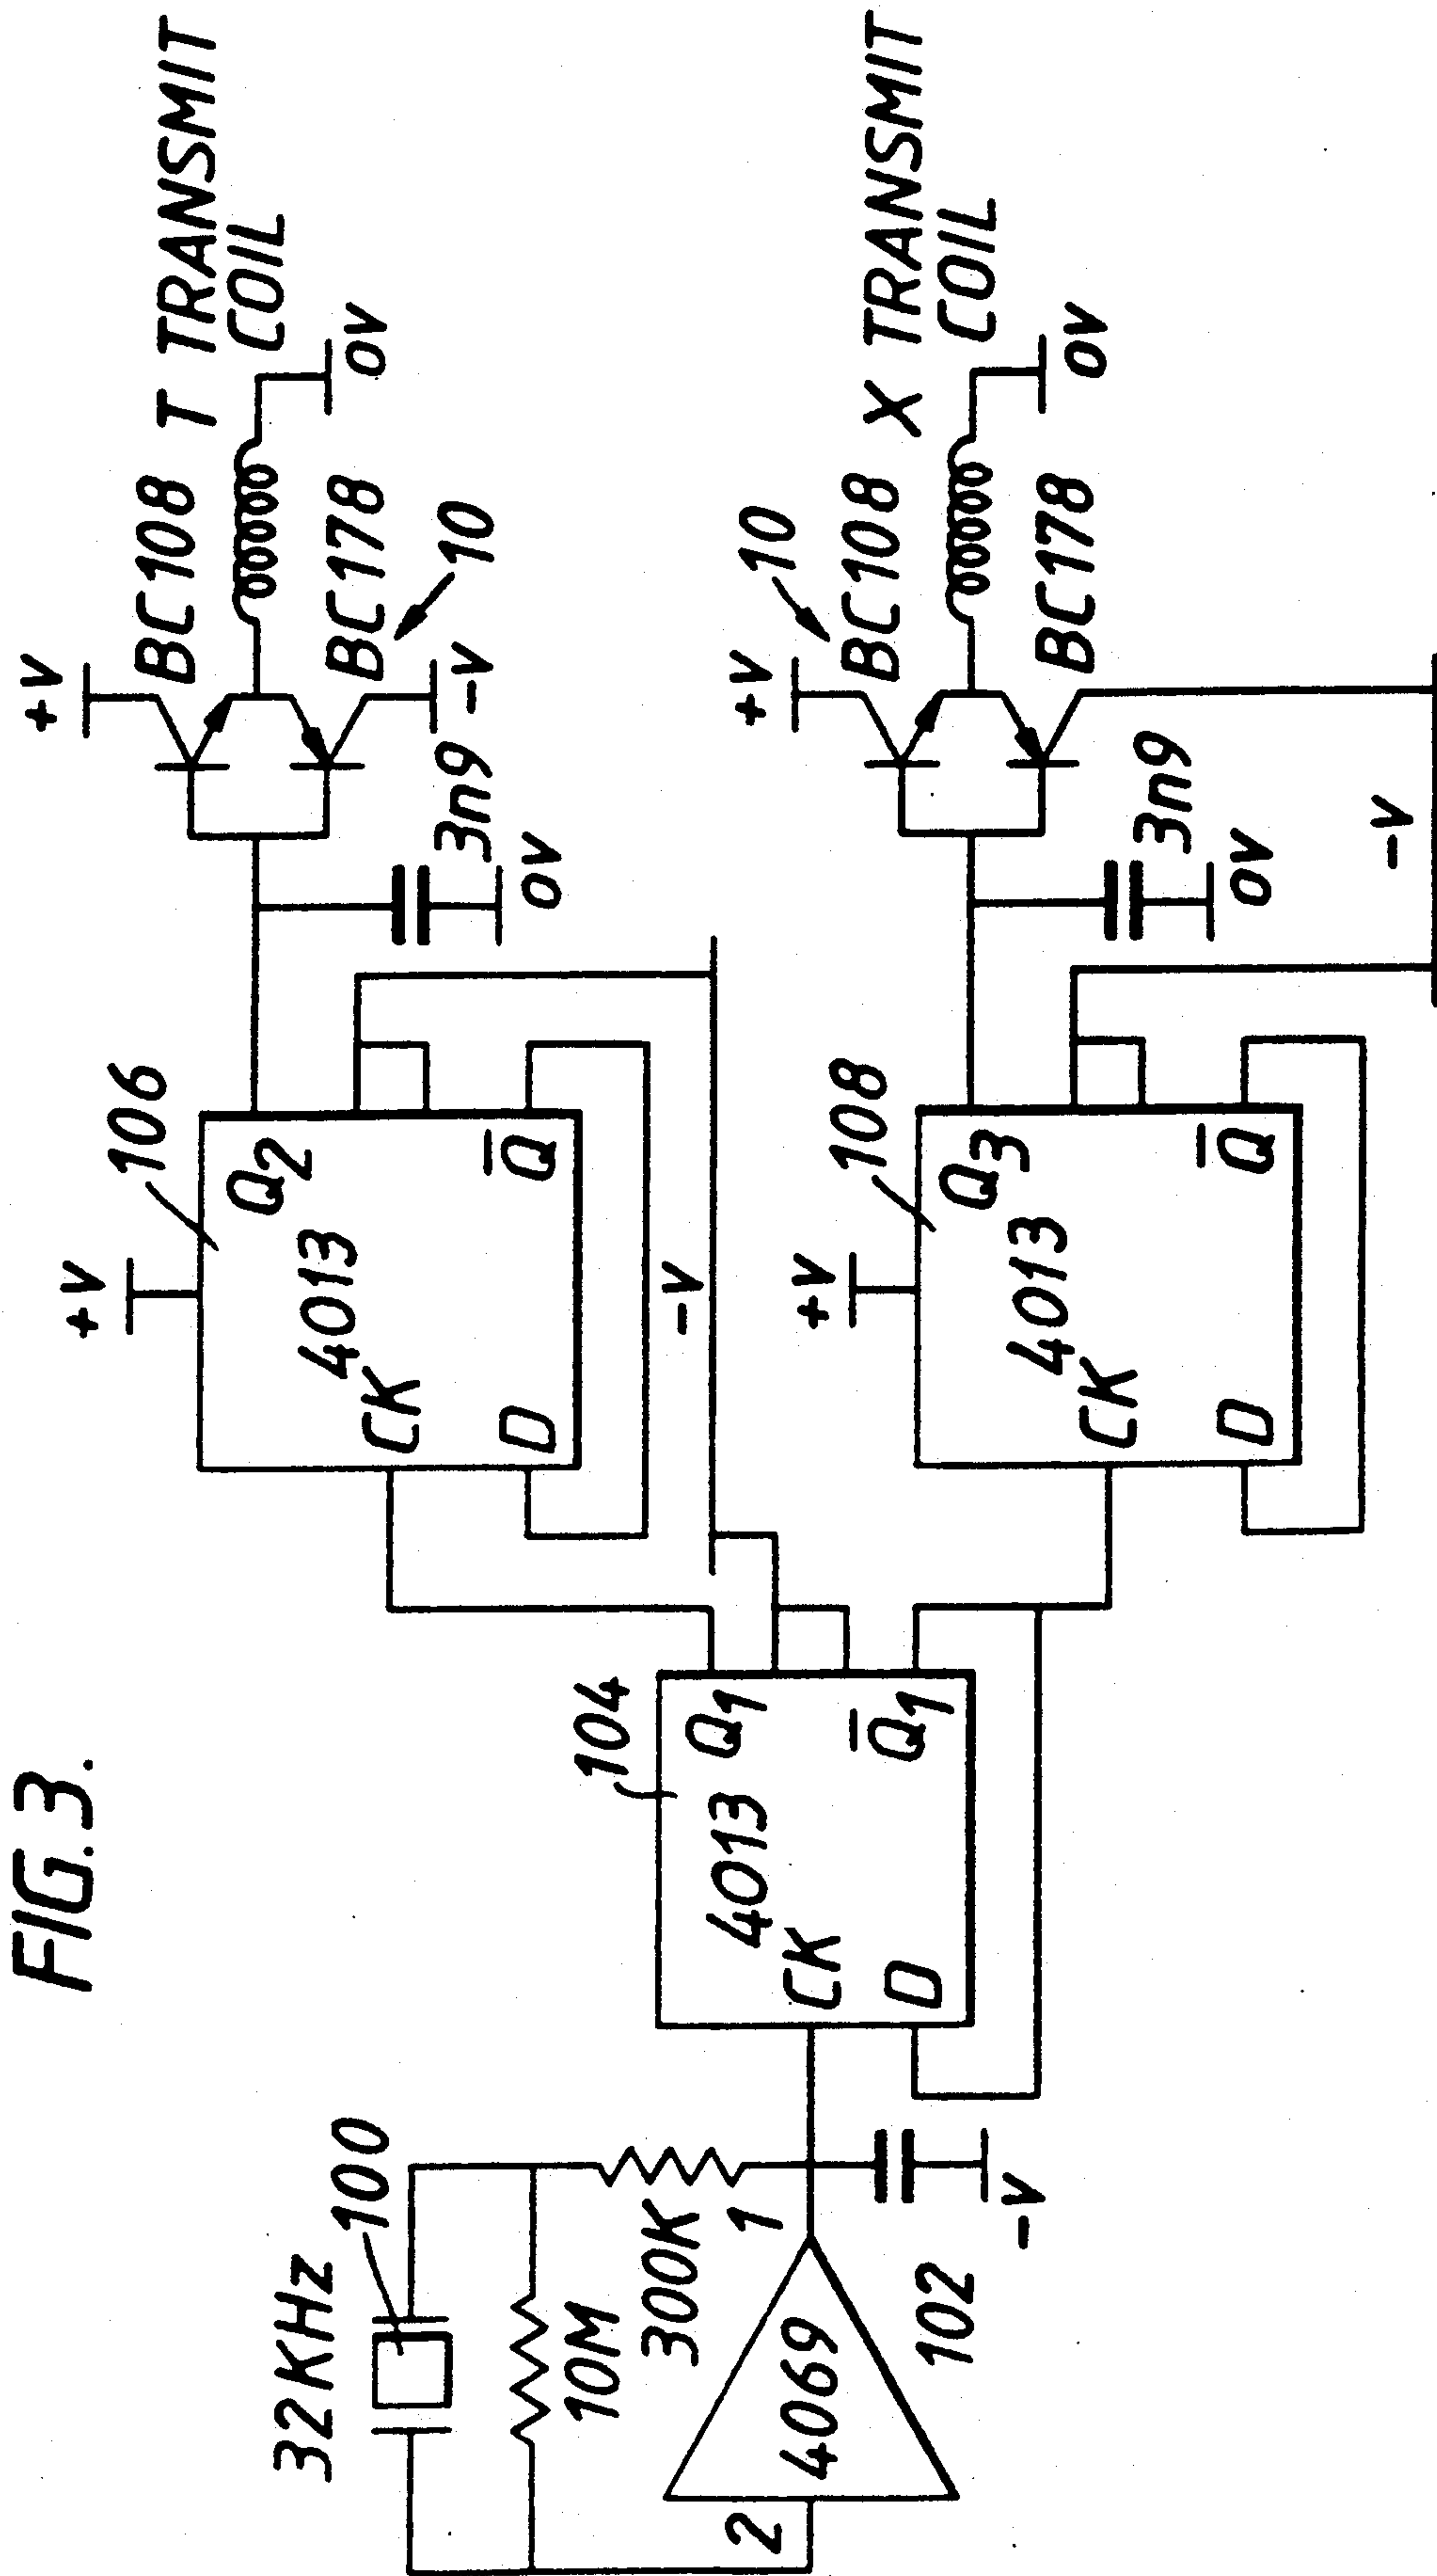 FIG.3.
32KHz
100
10M
300K
1
2
4069
102
-V
104
4013
Q1
CK
D
Q̅1
+V
106
Q2
4013
CK
D
Q̅
-V
3n9
0V
+V
BC108
BC178
-V
10
T TRANSMIT
COIL
0V
+V
108
Q3
4013
CK
D
Q̅
3n9
0V
-V
+V
10
BC108
BC178
X TRANSMIT
COIL
0V